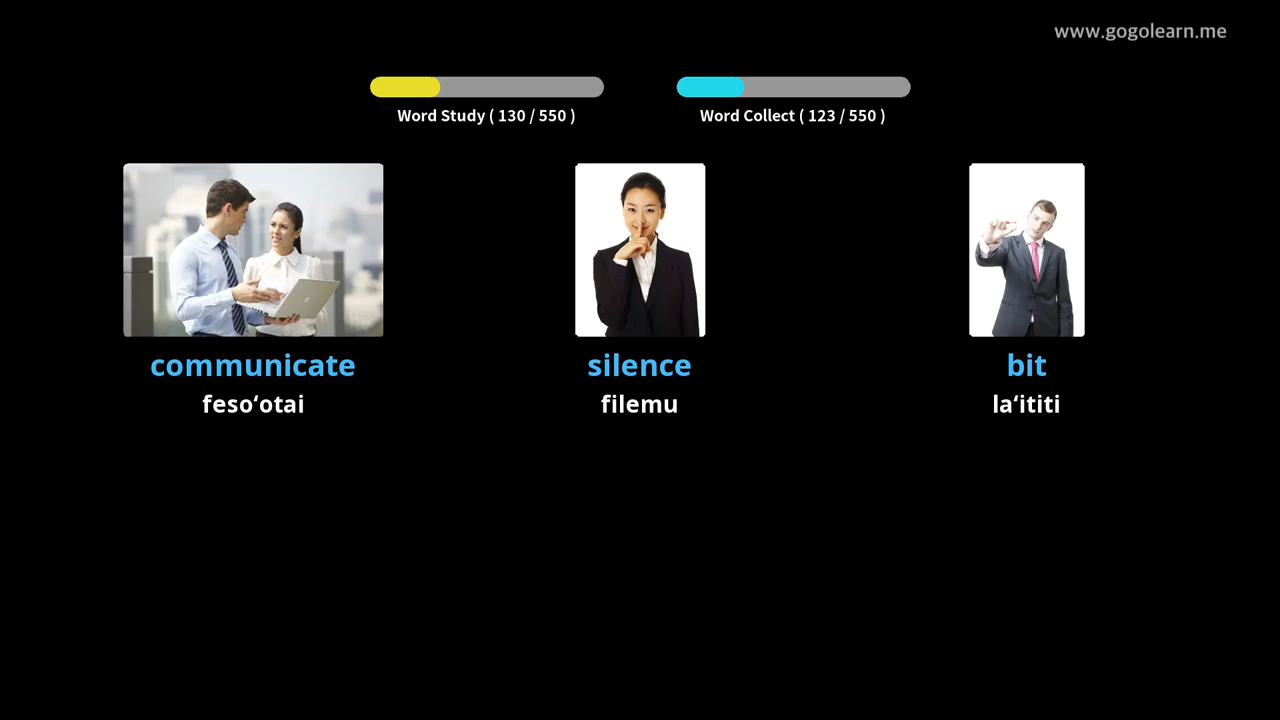 www.gogolearn.me
Word Study ( 130 / 550 )
Word Collect ( 123 / 550 )
communicate
fesoʻotai
silence
filemu
bit
laʻititi